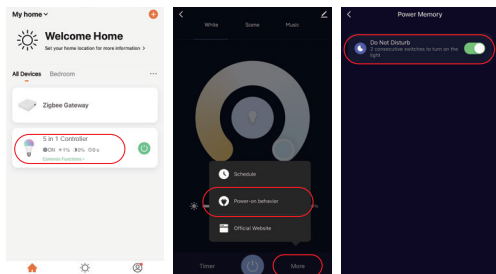 My home
Welcome Home
Set your home location for more information >
All Devices Bedroom ...
Zigbee Gateway
5 in 1 Controller
Common Functions
White Scene Music
Schedule
Power-on behavior
Official Website
Timer More
Power Memory
Do Not Disturb
2 consecutive switches to turn on the
light